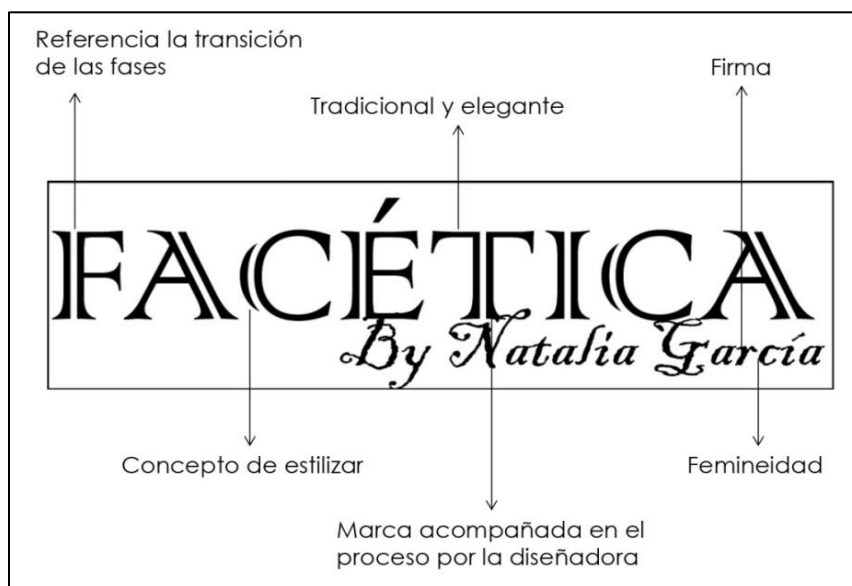 Referencia la transición
de las fases
Firma
Tradicional y elegante
FACÉTICA
By Natalia García
Concepto de estilizar
Femineidad
Marca acompañada en el
proceso por la diseñadora